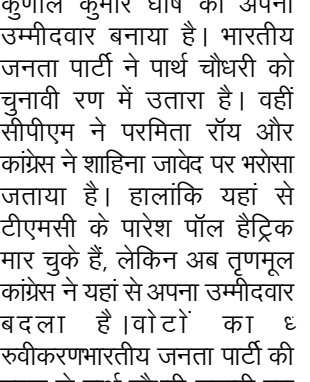 कुणाल कुमार घोष को अपना
उम्मीदवार बनाया है। भारतीय
जनता पार्टी ने पार्थ चौधरी को
चुनावी रण में उतारा है। वहीं
सीपीएम ने परमिता रॉय और
कांग्रेस ने शाहिना जावेद पर भरोसा
जताया है। हालांकि यहां से
टीएमसी के पारेश पॉल हैट्रिक
मार चुके हैं, लेकिन अब तृणमूल
कांग्रेस ने यहां से अपना उम्मीदवार
बदला है।वोटों का ध
रुवीकरणभारतीय जनता पार्टी की